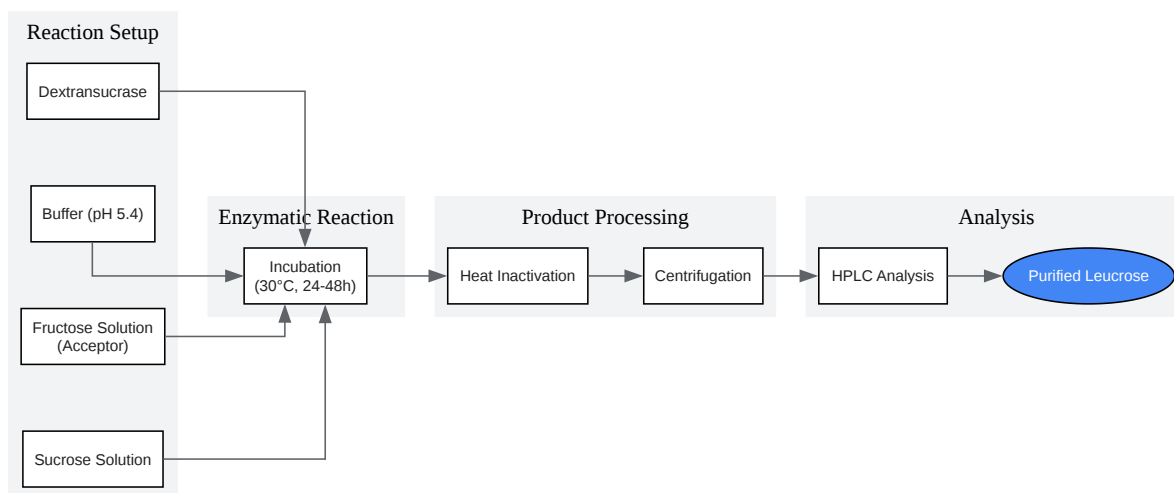 Reaction Setup
Dextransucrase
Buffer (pH 5.4)
Fructose Solution
(Acceptor)
Sucrose Solution
Enzymatic Reaction
Incubation
(30°C, 24-48h)
Product Processing
Heat Inactivation
Centrifugation
Analysis
HPLC Analysis
Purified Leucrose